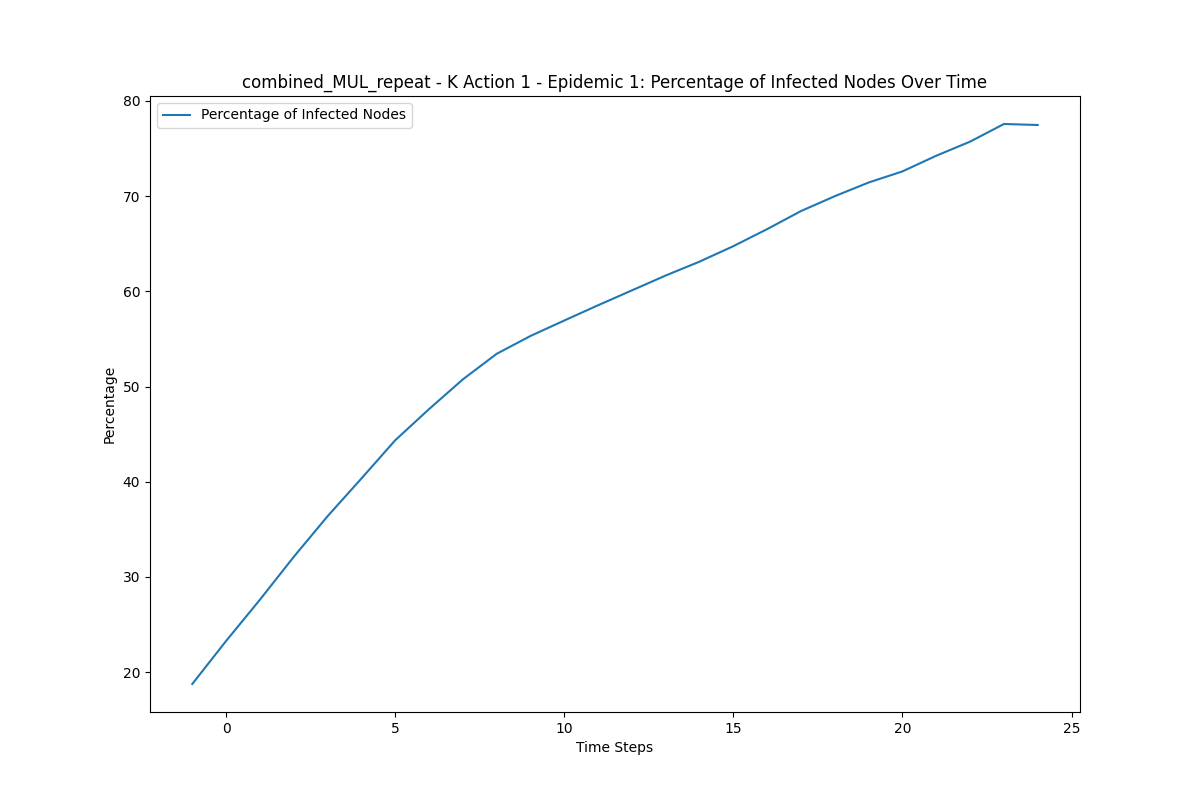 combined_MUL_repeat - K Action 1 - Epidemic 1: Percentage of Infected Nodes Over Time
Percentage of Infected Nodes
80
70
60
50
40
30
20
Percentage
0 5 10 15 20 25
Time Steps